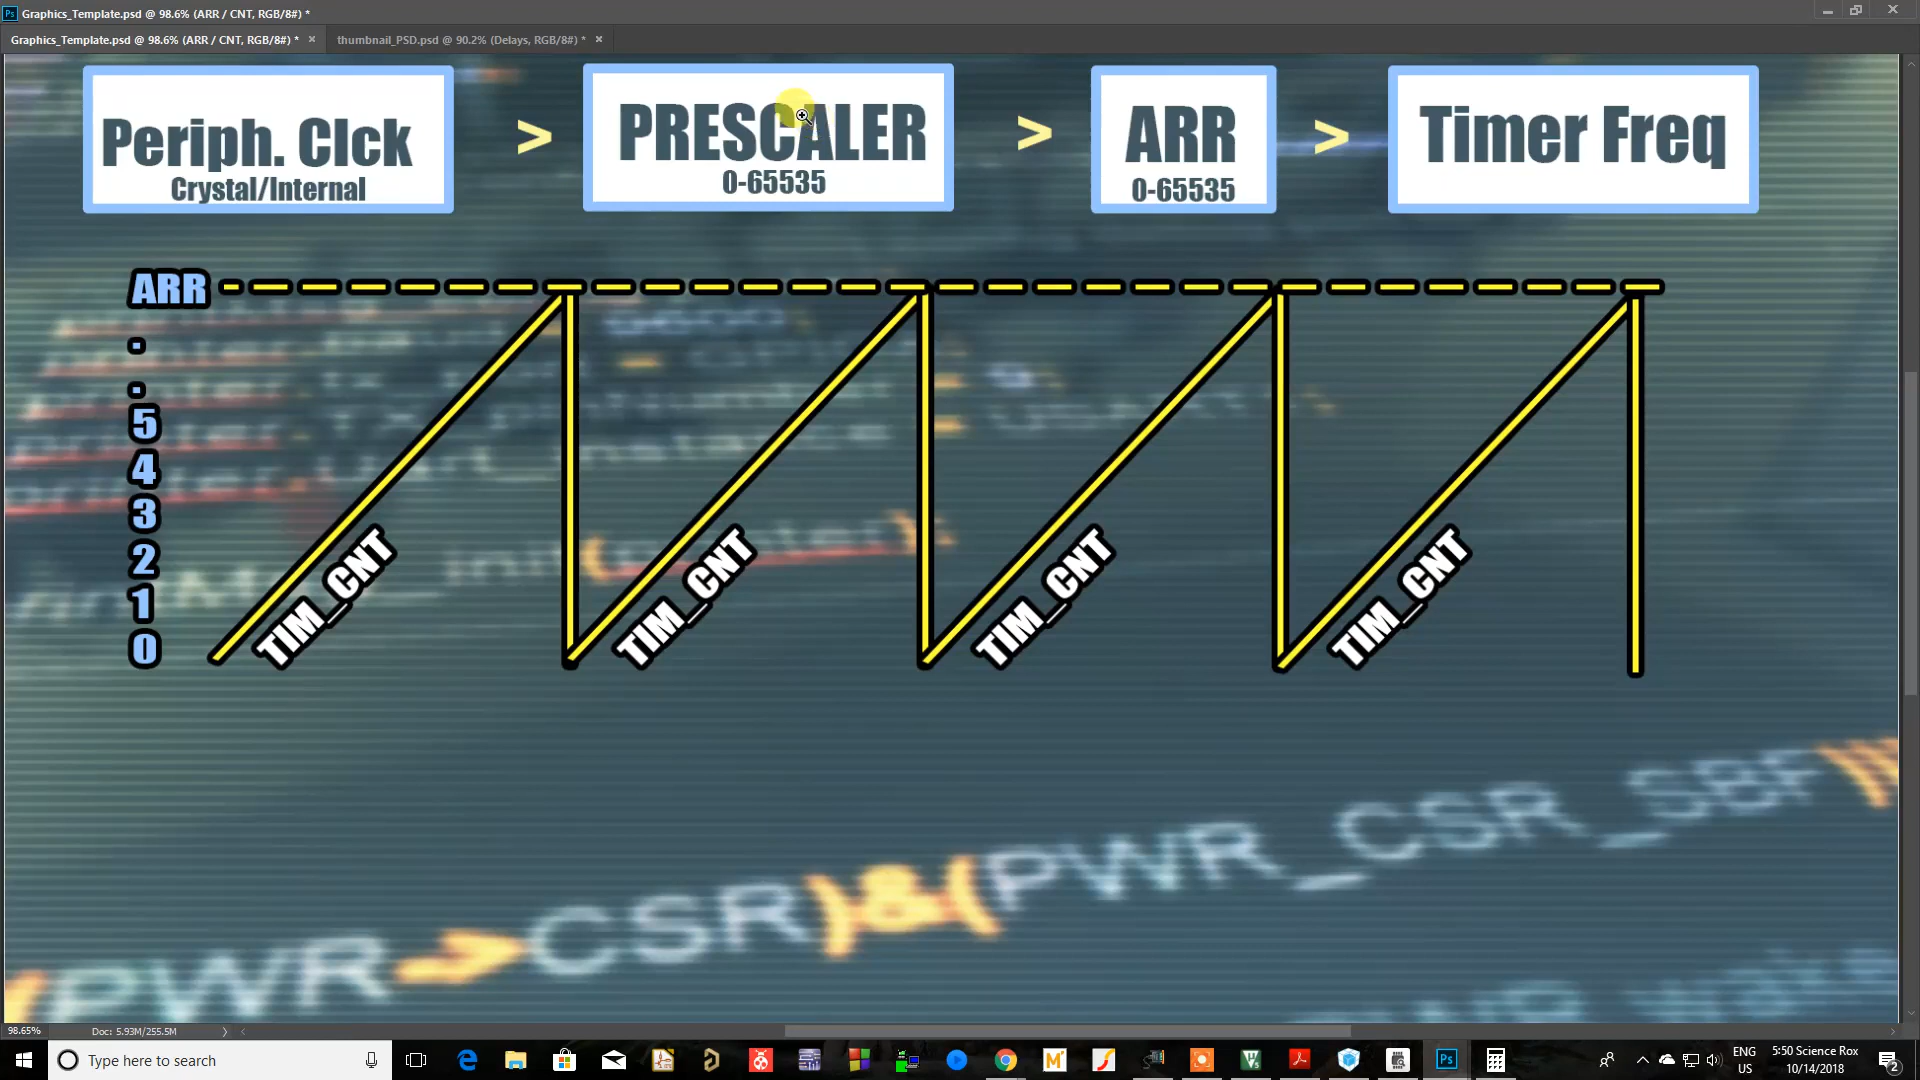 Graphics_Template.psd @ 98.6% (ARR / CNT, RGB/8#) *
Graphics_Template.psd @ 98.6% (ARR / CNT, RGB/8#) * × thumbnail_PSD.psd @ 90.2% (Delays, RGB/8#) * ×
Periph. Clck
Crystal/Internal
>
PRESCALER
0-65535
>
ARR
0-65535
>
Timer Freq
ARR
.
.
5
4
3
2
1
0
TIM_CNT
TIM_CNT
TIM_CNT
TIM_CNT
PWR->CSR)&(PWR_CSR_SBF)))
98.65% Doc: 5.93M/255.5M
Type here to search
ENG
US
5:50 Science Rox
10/14/2018
2